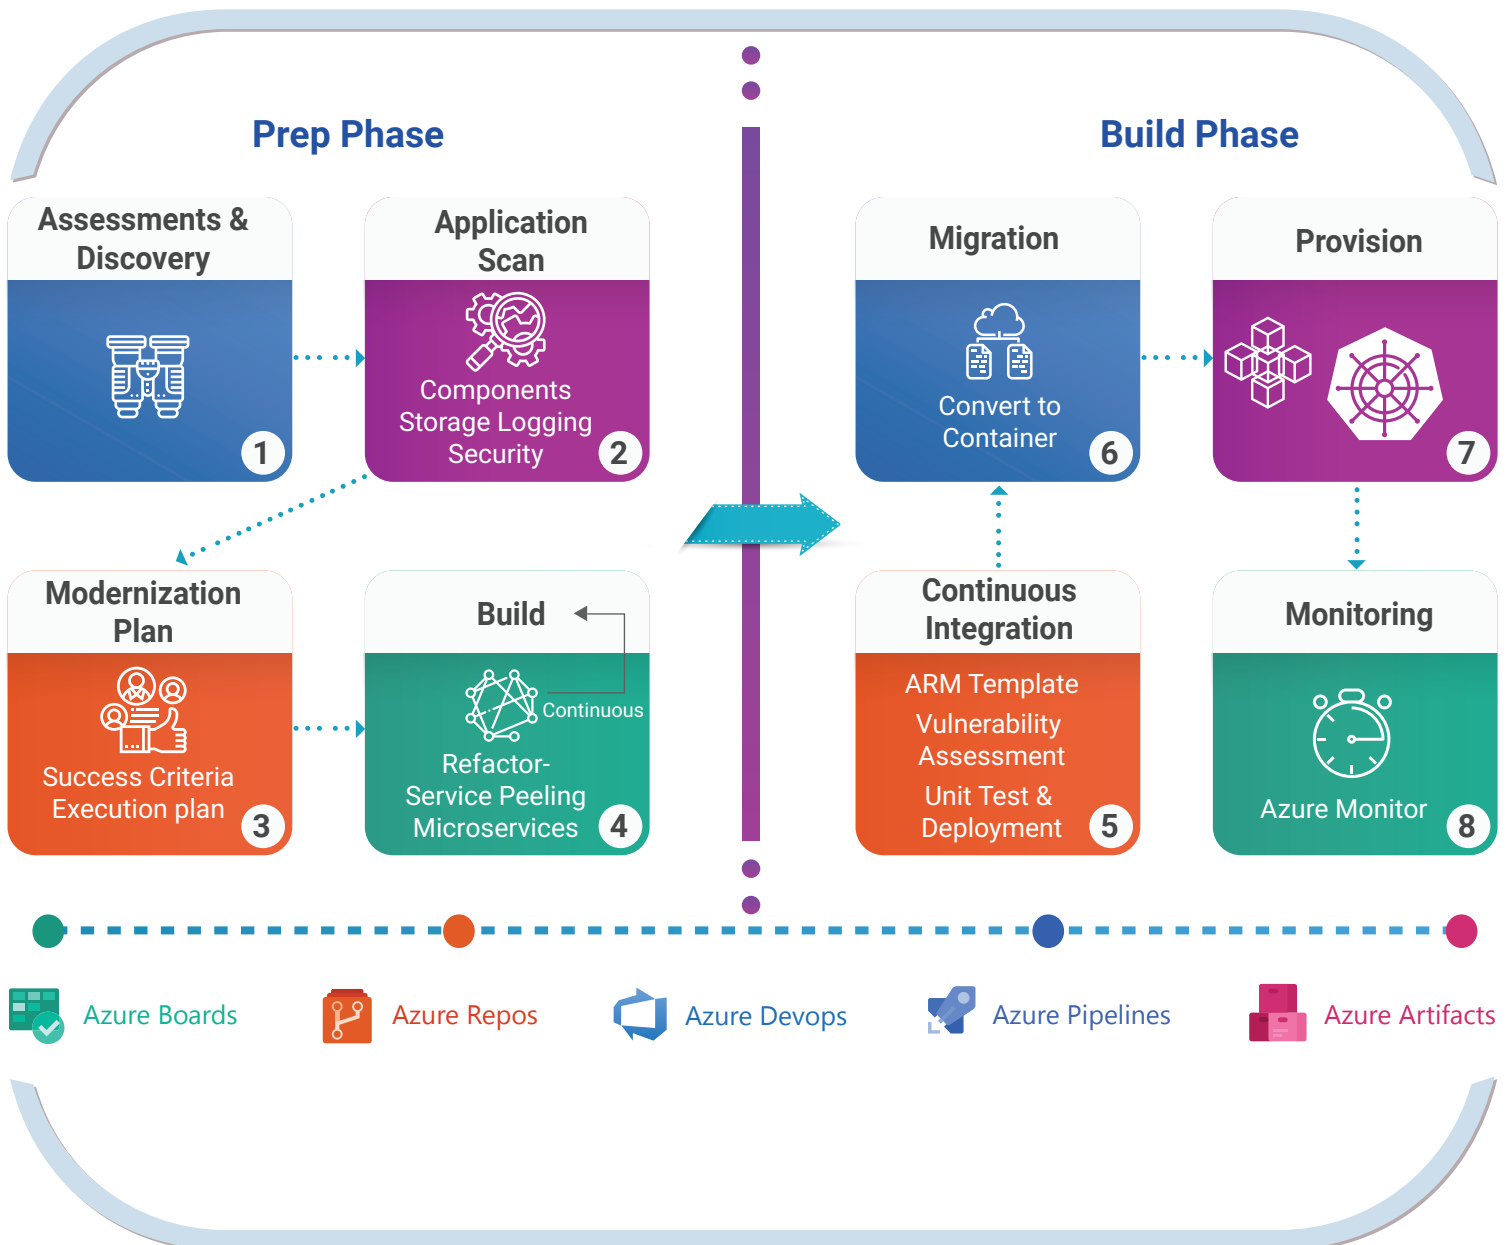 Prep Phase
Build Phase
Assessments &
Discovery
1
Application
Scan
Components
Storage Logging
Security
2
Modernization
Plan
Success Criteria
Execution plan
3
Build
Continuous
Refactor-
Service Peeling
Microservices
4
Continuous
Integration
ARM Template
Vulnerability
Assessment
Unit Test &
Deployment
5
Migration
Convert to
Container
6
Provision
7
Monitoring
Azure Monitor
8
Azure Boards
Azure Repos
Azure Devops
Azure Pipelines
Azure Artifacts